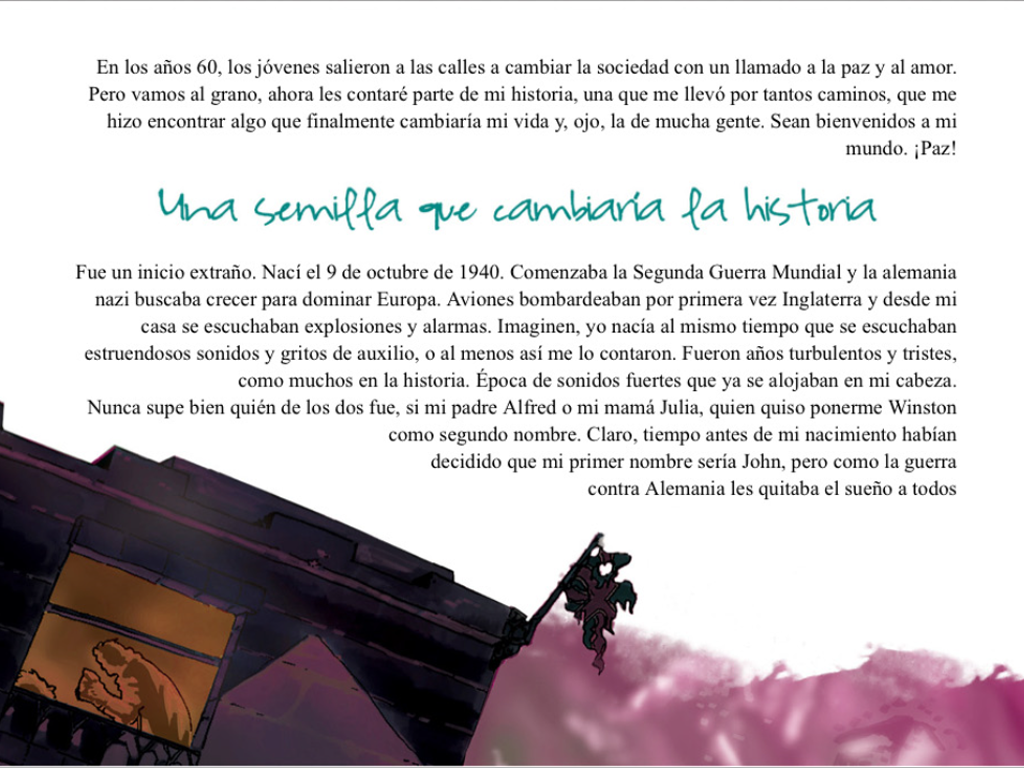 En los años 60, los jóvenes salieron a las calles a cambiar la sociedad con un llamado a la paz y al amor.
Pero vamos al grano, ahora les contaré parte de mi historia, una que me llevó por tantos caminos, que me
hizo encontrar algo que finalmente cambiaría mi vida y, ojo, la de mucha gente. Sean bienvenidos a mi
mundo. ¡Paz!
Una semilla que cambiaría la historia
Fue un inicio extraño. Nací el 9 de octubre de 1940. Comenzaba la Segunda Guerra Mundial y la alemania
nazi buscaba crecer para dominar Europa. Aviones bombardeaban por primera vez Inglaterra y desde mi
casa se escuchaban explosiones y alarmas. Imaginen, yo nacía al mismo tiempo que se escuchaban
estruendosos sonidos y gritos de auxilio, o al menos así me lo contaron. Fueron años turbulentos y tristes,
como muchos en la historia. Época de sonidos fuertes que ya se alojaban en mi cabeza.
Nunca supe bien quién de los dos fue, si mi padre Alfred o mi mamá Julia, quien quiso ponerme Winston
como segundo nombre. Claro, tiempo antes de mi nacimiento habían
decidido que mi primer nombre sería John, pero como la guerra
contra Alemania les quitaba el sueño a todos